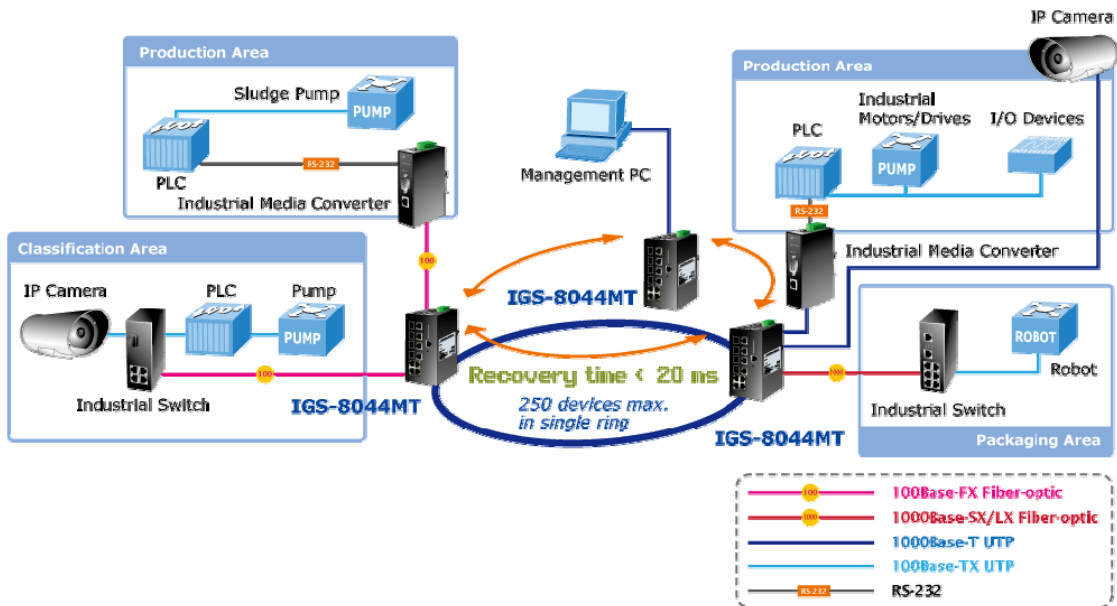 IP Camera
Production Area
Sludge Pump
PUMP
PLC
RS-232
Industrial Media Converter
100
Management PC
Production Area
PLC
Industrial
Motors/Drives
I/O Devices
PUMP
RS-232
Industrial Media Converter
Classification Area
IP Camera
PLC
Pump
PUMP
Industrial Switch
100
IGS-8044MT
IGS-8044MT
Recovery time < 20 ms
250 devices max.
in single ring
IGS-8044MT
1000
ROBOT
Robot
Industrial Switch
Packaging Area
100 100Base-FX Fiber-optic
1000 1000Base-SX/LX Fiber-optic
1000Base-T UTP
100Base-TX UTP
RS-232 RS-232